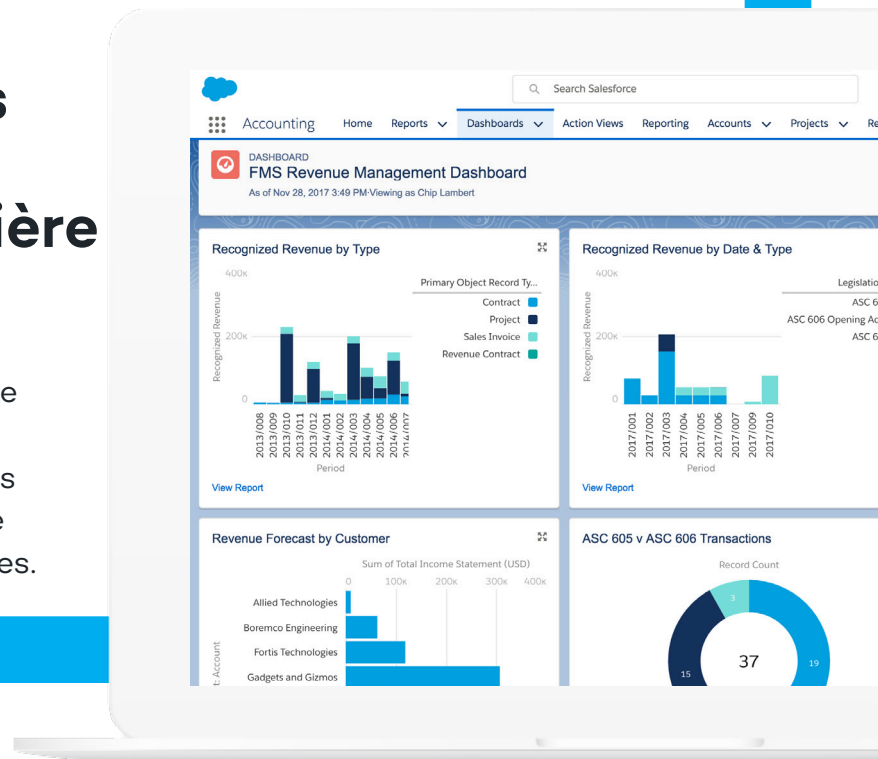 s
ière
e
s
e
es.
Search Salesforce
Accounting Home Reports Dashboards Action Views Reporting Accounts Projects Re
DASHBOARD
FMS Revenue Management Dashboard
As of Nov 28, 2017 3:49 PM·Viewing as Chip Lambert
Recognized Revenue by Type
400K
200K
0
Recognized Revenue
Primary Object Record Ty...
Contract
Project
Sales Invoice
Revenue Contract
2013/008
2013/009
2013/010
2013/011
2013/012
2014/001
2014/002
2014/003
2014/004
2014/005
2014/006
2014/007
Period
View Report
Recognized Revenue by Date & Type
400K
200K
0
Recognized Revenue
Legislatio
ASC 6
ASC 606 Opening Ad
ASC 6
2017/001
2017/002
2017/003
2017/004
2017/005
2017/006
2017/007
2017/009
2017/010
Period
View Report
Revenue Forecast by Customer
Sum of Total Income Statement (USD)
0 100K 200K 300K 400K
t: Account
Allied Technologies
Boremco Engineering
Fortis Technologies
Gadgets and Gizmos
ASC 605 v ASC 606 Transactions
Record Count
3
37
19
15